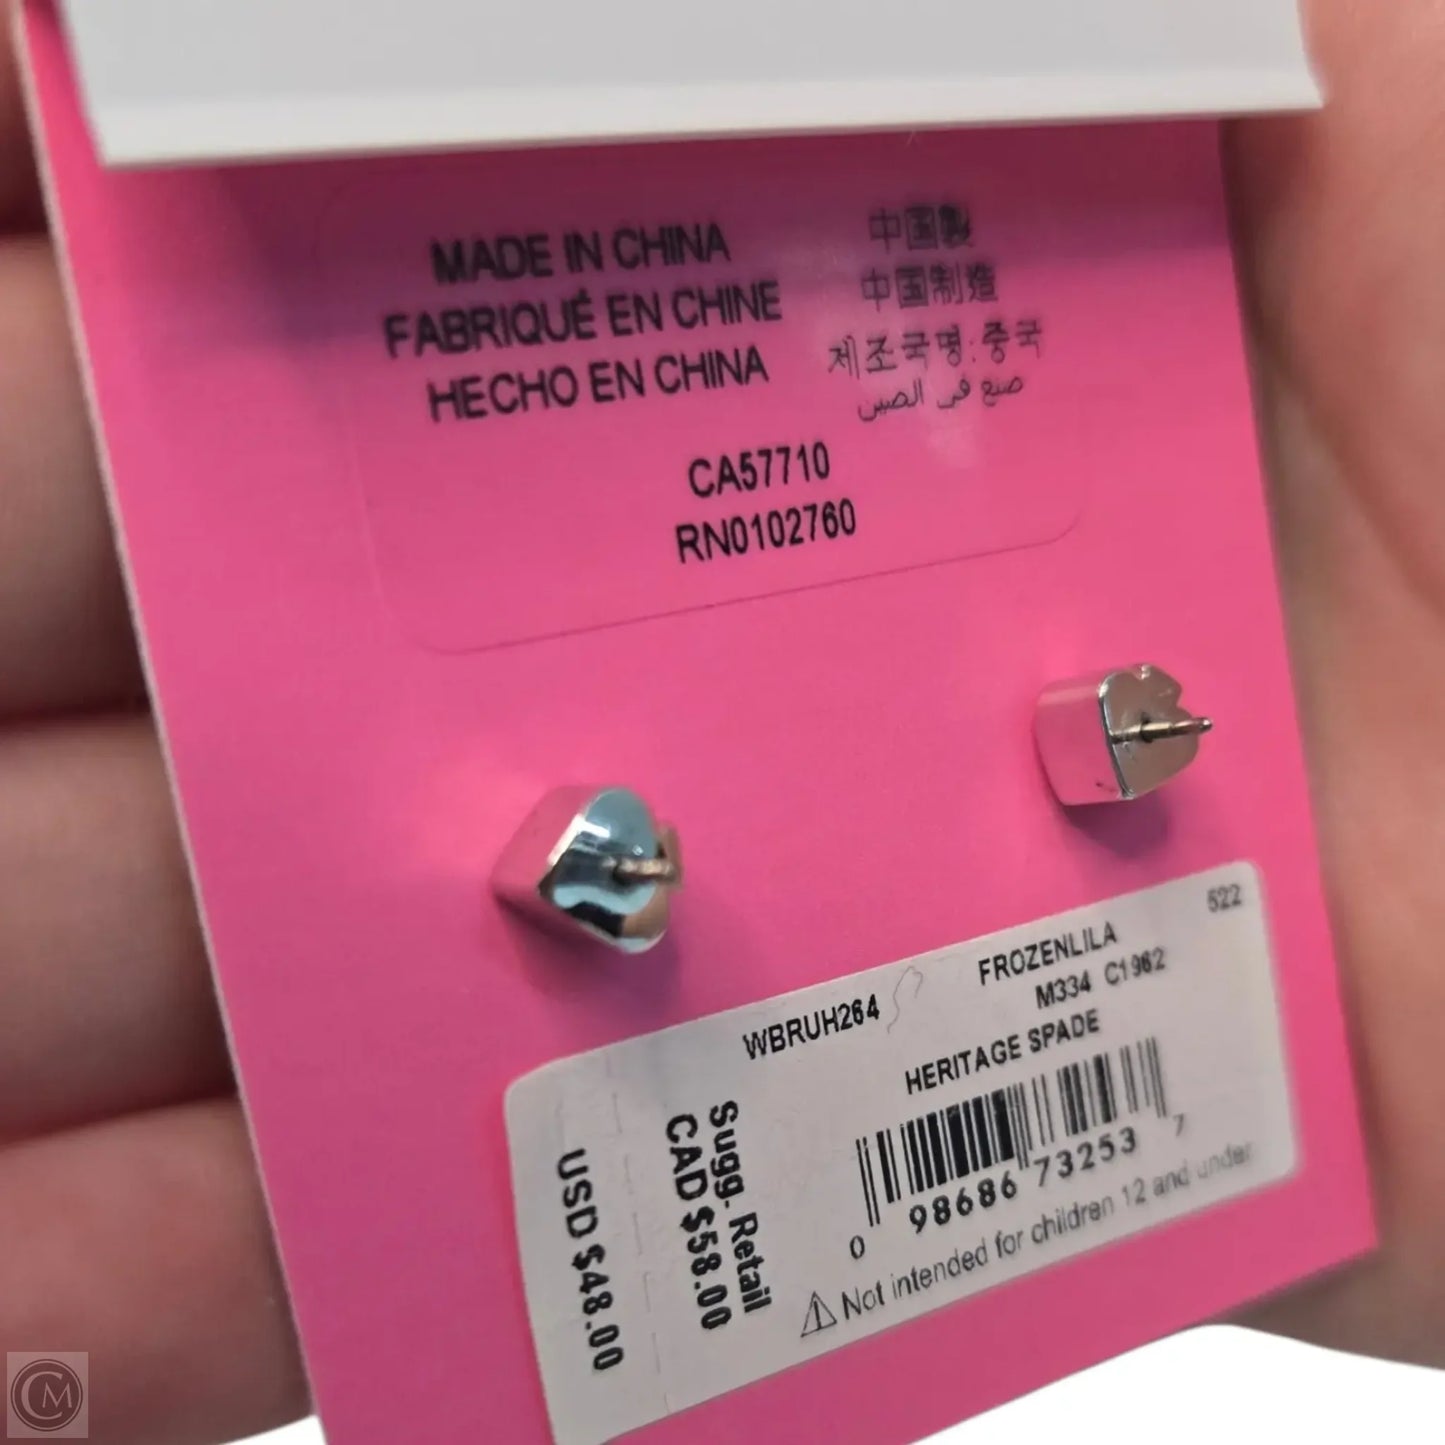 MADE IN CHINA
FABRIQUÉ EN CHINE
HECHO EN CHINA
中国製
中国制造
제조국명:중국
صنع في الصين
CA57710
RN0102760
522
WBRUH264
FROZENLILA
M334 C1962
HERITAGE SPADE
0 98686 73253 7
⚠ Not intended for children 12 and under
Sugg. Retail
CAD $58.00
USD $48.00
CM